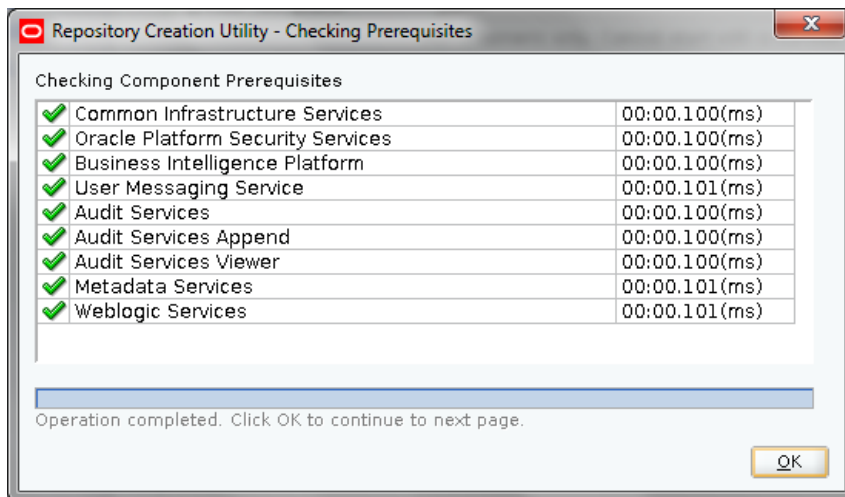 Repository Creation Utility - Checking Prerequisites
Checking Component Prerequisites
Common Infrastructure Services 00:00.100(ms)
Oracle Platform Security Services 00:00.100(ms)
Business Intelligence Platform 00:00.100(ms)
User Messaging Service 00:00.101(ms)
Audit Services 00:00.100(ms)
Audit Services Append 00:00.100(ms)
Audit Services Viewer 00:00.100(ms)
Metadata Services 00:00.101(ms)
Weblogic Services 00:00.101(ms)
Operation completed. Click OK to continue to next page.
OK